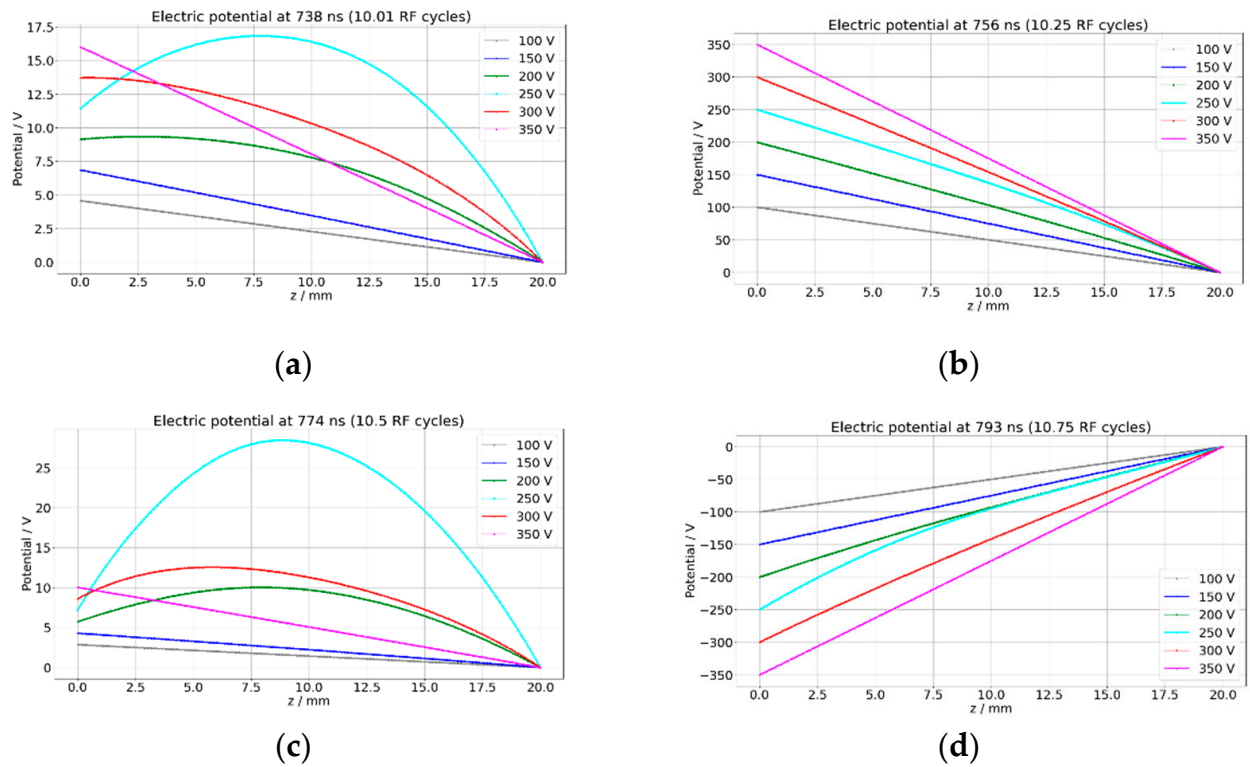 Electric potential at 738 ns (10.01 RF cycles)
Potential / V
17.5
15.0
12.5
10.0
7.5
5.0
2.5
0.0
100 V
150 V
200 V
250 V
300 V
350 V
0.0 2.5 5.0 7.5 10.0 12.5 15.0 17.5 20.0
z / mm
(a)
Electric potential at 756 ns (10.25 RF cycles)
Potential / V
350
300
250
200
150
100
50
0
100 V
150 V
200 V
250 V
300 V
350 V
0.0 2.5 5.0 7.5 10.0 12.5 15.0 17.5 20.0
z / mm
(b)
Electric potential at 774 ns (10.5 RF cycles)
Potential / V
25
20
15
10
5
0
100 V
150 V
200 V
250 V
300 V
350 V
0.0 2.5 5.0 7.5 10.0 12.5 15.0 17.5 20.0
z / mm
(c)
Electric potential at 793 ns (10.75 RF cycles)
Potential / V
0
−50
−100
−150
−200
−250
−300
−350
100 V
150 V
200 V
250 V
300 V
350 V
0.0 2.5 5.0 7.5 10.0 12.5 15.0 17.5 20.0
z / mm
(d)